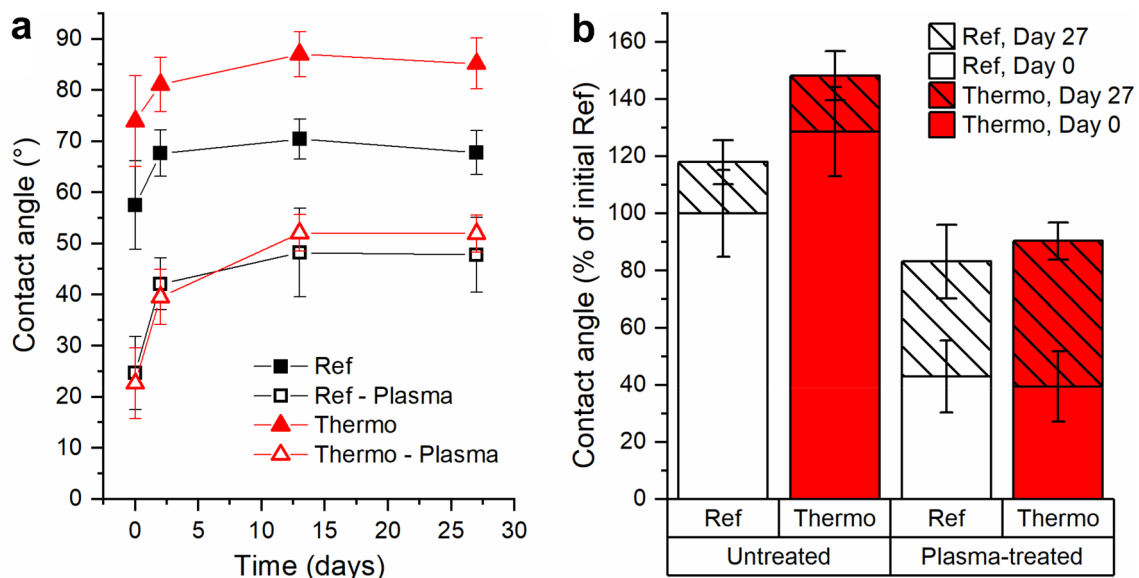 a
Contact angle (°)
90
80
70
60
50
40
30
20
10
0
Ref
Ref - Plasma
Thermo
Thermo - Plasma
0 5 10 15 20 25 30
Time (days)
b
Contact angle (% of initial Ref)
160
140
120
100
80
60
40
20
0
Ref, Day 27
Ref, Day 0
Thermo, Day 27
Thermo, Day 0
Ref Thermo Ref Thermo
Untreated Plasma-treated